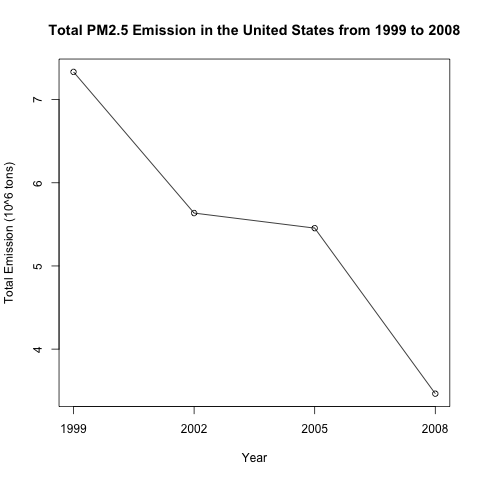 Total PM2.5 Emission in the United States from 1999 to 2008
Total Emission (10^6 tons)
7
6
5
4
1999 2002 2005 2008
Year